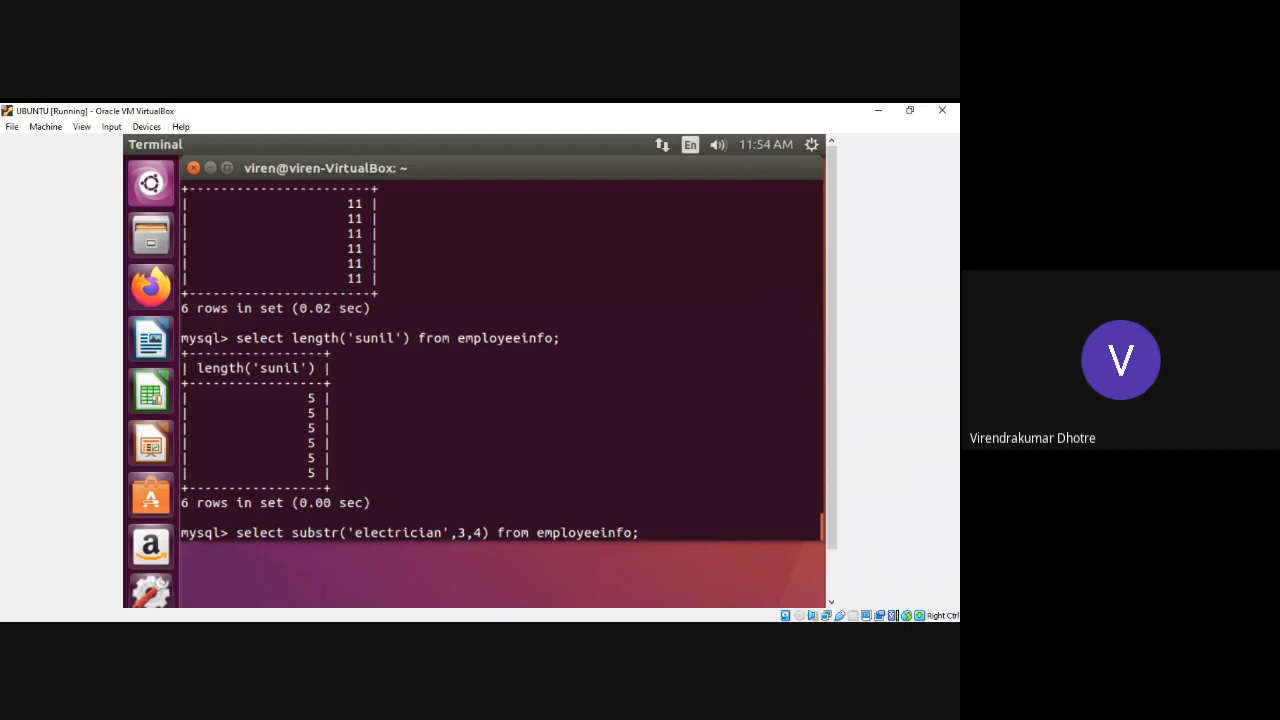 UBUNTU [Running] - Oracle VM VirtualBox
File Machine View Input Devices Help
Terminal En 11:54 AM
viren@viren-VirtualBox: ~
+-----------------------+
| 11 |
| 11 |
| 11 |
| 11 |
| 11 |
| 11 |
+-----------------------+
6 rows in set (0.02 sec)
mysql> select length('sunil') from employeeinfo;
+-----------------+
| length('sunil') |
+-----------------+
| 5 |
| 5 |
| 5 |
| 5 |
| 5 |
| 5 |
+-----------------+
6 rows in set (0.00 sec)
mysql> select substr('electrician',3,4) from employeeinfo;
Right Ctrl
V
Virendrakumar Dhotre